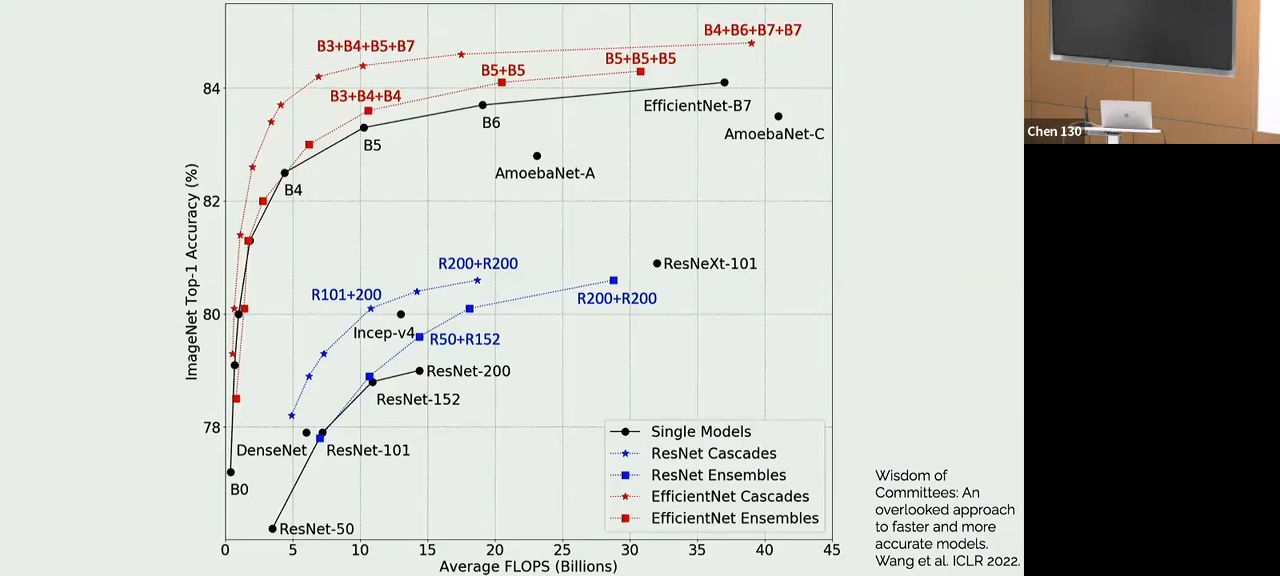 B4+B6+B7+B7
B3+B4+B5+B7
B5+B5+B5
B5+B5
84
B3+B4+B4
EfficientNet-B7
B6
AmoebaNet-C
B5
AmoebaNet-A
B4
82
ImageNet Top-1 Accuracy (%)
R200+R200
ResNeXt-101
R101+200
R200+R200
80
Incep-v4
R50+R152
ResNet-200
ResNet-152
78
DenseNet
ResNet-101
B0
ResNet-50
Single Models
ResNet Cascades
ResNet Ensembles
EfficientNet Cascades
EfficientNet Ensembles
0 5 10 15 20 25 30 35 40 45
Average FLOPS (Billions)
Wisdom of
Committees: An
overlooked approach
to faster and more
accurate models.
Wang et al. ICLR 2022.
Chen 130